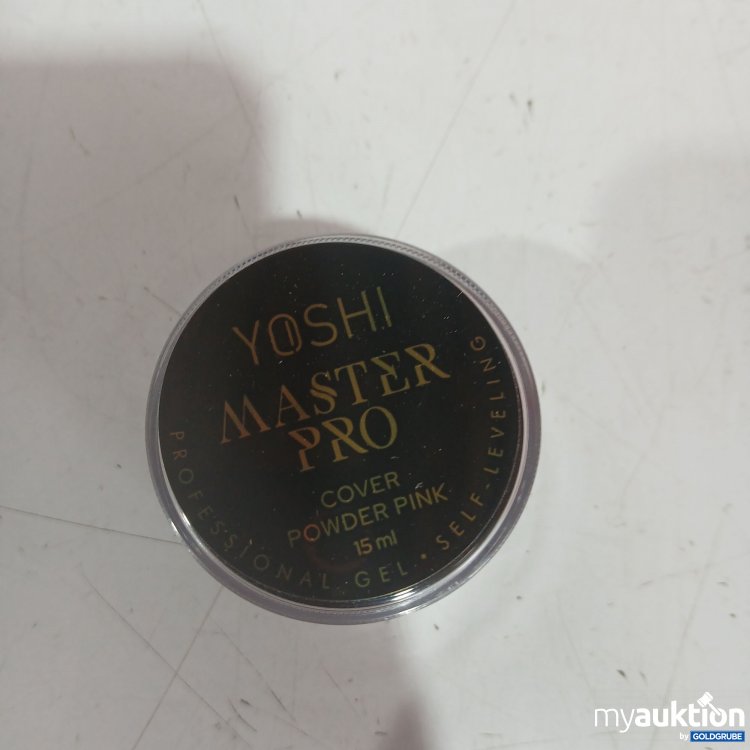 YOSHI
MASTER
PRO
COVER
POWDER PINK
15 ml
PROFESSIONAL GEL • SELF-LEVELING
myauktion
by GOLDGRUBE